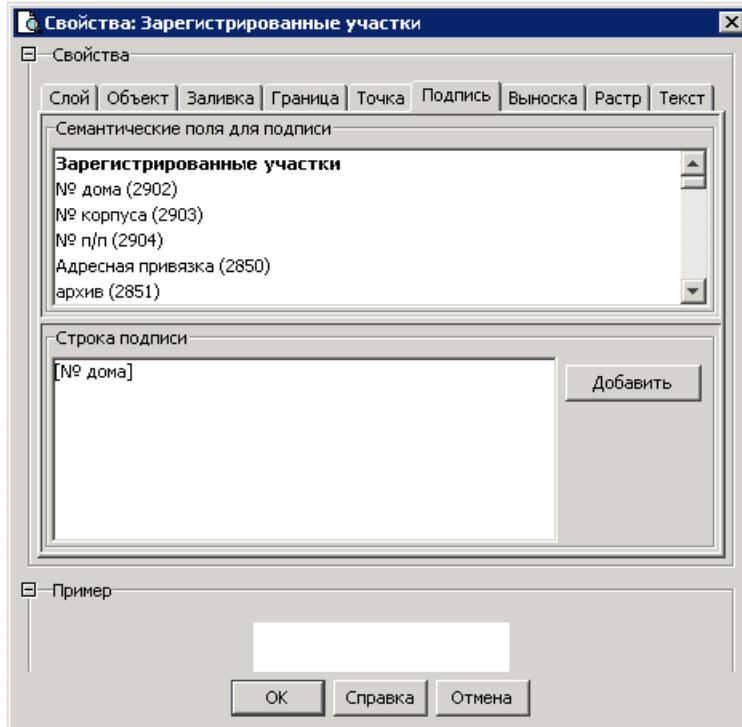 Свойства: Зарегистрированные участки
Свойства
Слой Объект Заливка Граница Точка Подпись Выноска Растр Текст
Семантические поля для подписи
Зарегистрированные участки
№ дома (2902)
№ корпуса (2903)
№ п/п (2904)
Адресная привязка (2850)
архив (2851)
Строка подписи
[№ дома]
Добавить
Пример
ОК Справка Отмена